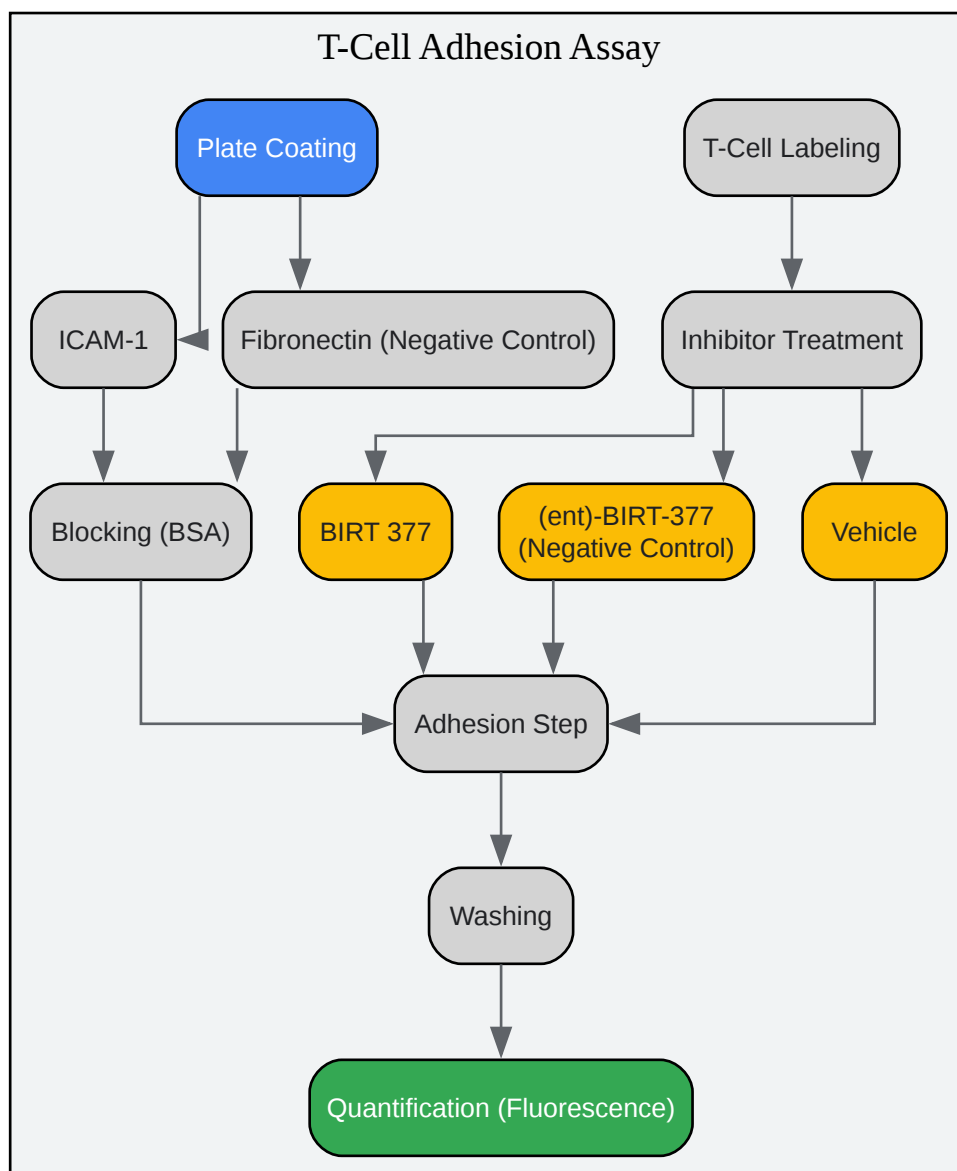 T-Cell Adhesion Assay
Plate Coating
T-Cell Labeling
ICAM-1
Fibronectin (Negative Control)
Inhibitor Treatment
Blocking (BSA)
BIRT 377
(ent)-BIRT-377
(Negative Control)
Vehicle
Adhesion Step
Washing
Quantification (Fluorescence)